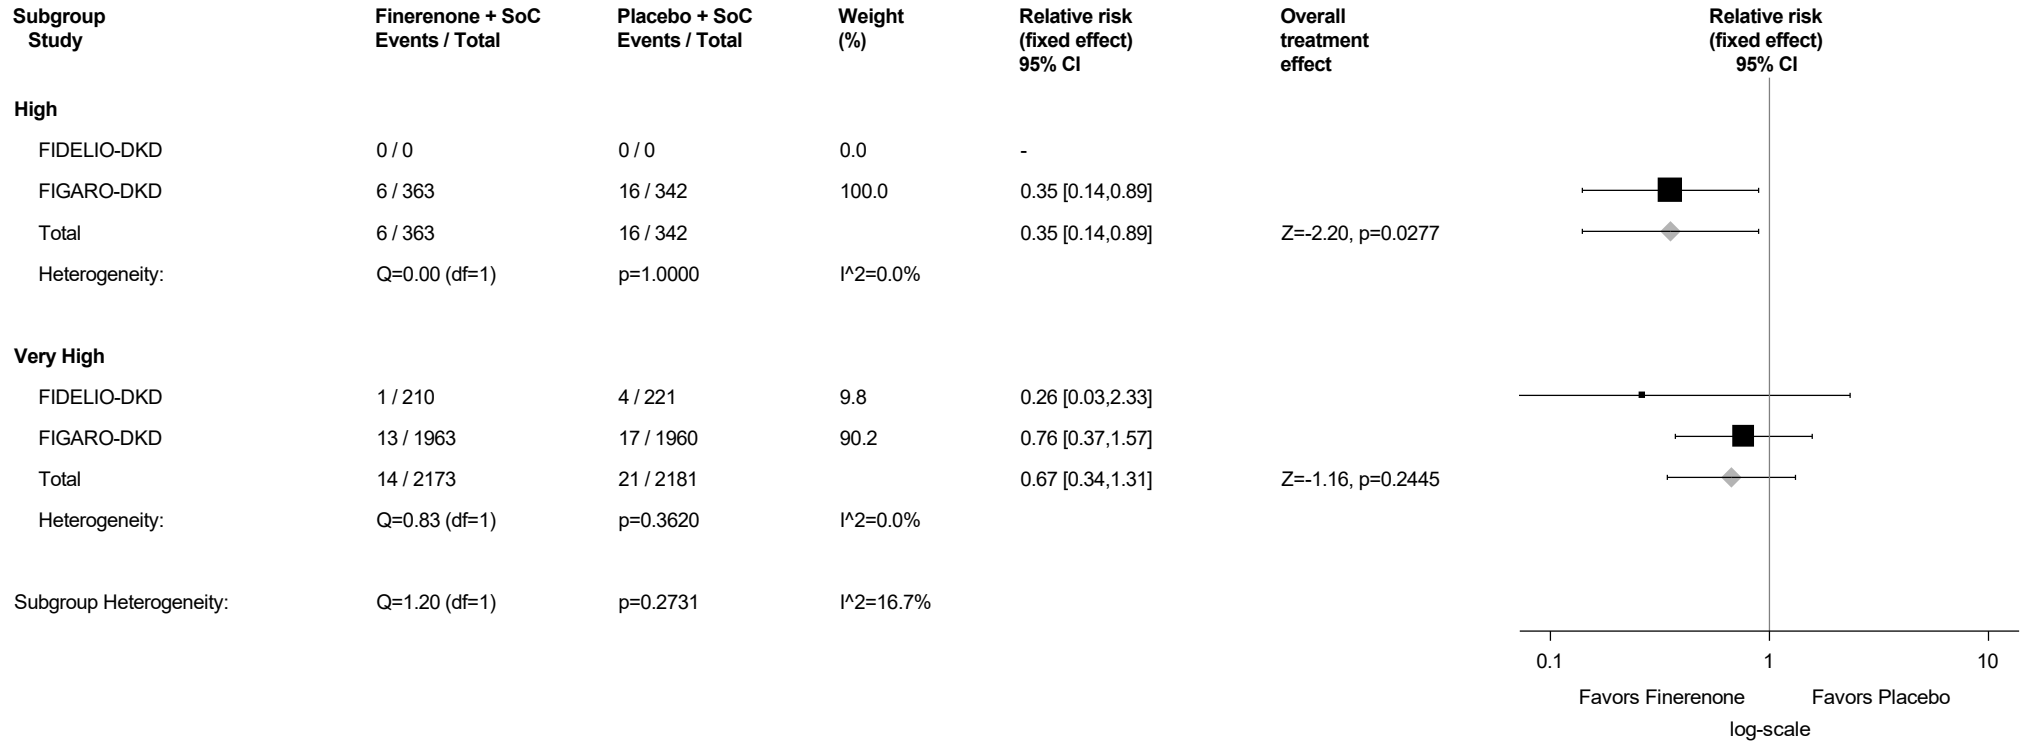 Subgroup Finerenone + SoC Placebo + SoC Weight Relative risk Overall Relative risk
Study Events / Total Events / Total (%) (fixed effect) treatment (fixed effect)
95% CI effect 95% CI
High
FIDELIO-DKD 0 / 0 0 / 0 0.0 -
FIGARO-DKD 6 / 363 16 / 342 100.0 0.35 [0.14,0.89]
Total 6 / 363 16 / 342 0.35 [0.14,0.89] Z=-2.20, p=0.0277
Heterogeneity: Q=0.00 (df=1) p=1.0000 I^2=0.0%
Very High
FIDELIO-DKD 1 / 210 4 / 221 9.8 0.26 [0.03,2.33]
FIGARO-DKD 13 / 1963 17 / 1960 90.2 0.76 [0.37,1.57]
Total 14 / 2173 21 / 2181 0.67 [0.34,1.31] Z=-1.16, p=0.2445
Heterogeneity: Q=0.83 (df=1) p=0.3620 I^2=0.0%
Subgroup Heterogeneity: Q=1.20 (df=1) p=0.2731 I^2=16.7%
0.1 1 10
Favors Finerenone Favors Placebo
log-scale